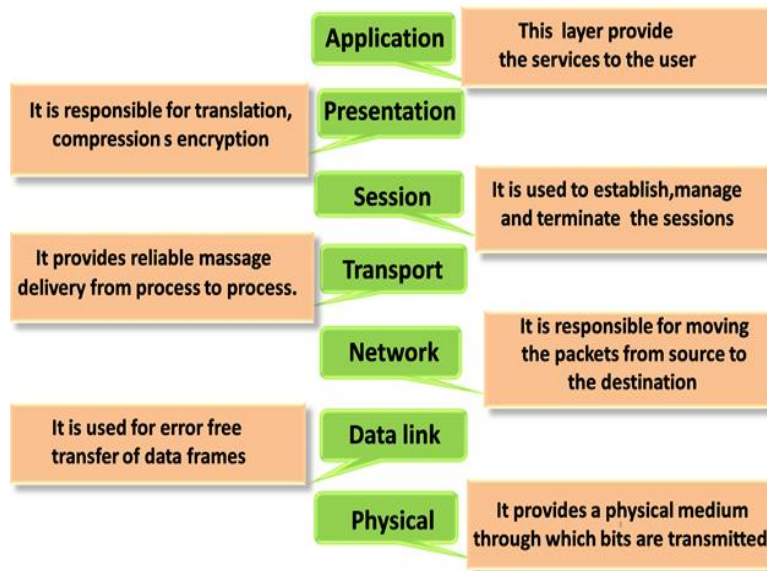 Application
This layer provide
the services to the user
Presentation
It is responsible for translation,
compression s encryption
Session
It is used to establish,manage
and terminate the sessions
Transport
It provides reliable massage
delivery from process to process.
Network
It is responsible for moving
the packets from source to
the destination
Data link
It is used for error free
transfer of data frames
Physical
It provides a physical medium
through which bits are transmitted